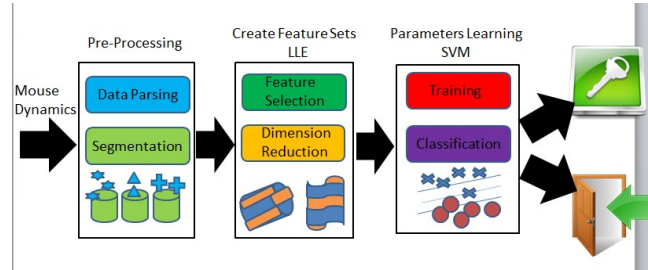 Mouse
Dynamics
Pre-Processing
Data Parsing
Segmentation
Create Feature Sets
LLE
Feature
Selection
Dimension
Reduction
Parameters Learning
SVM
Training
Classification